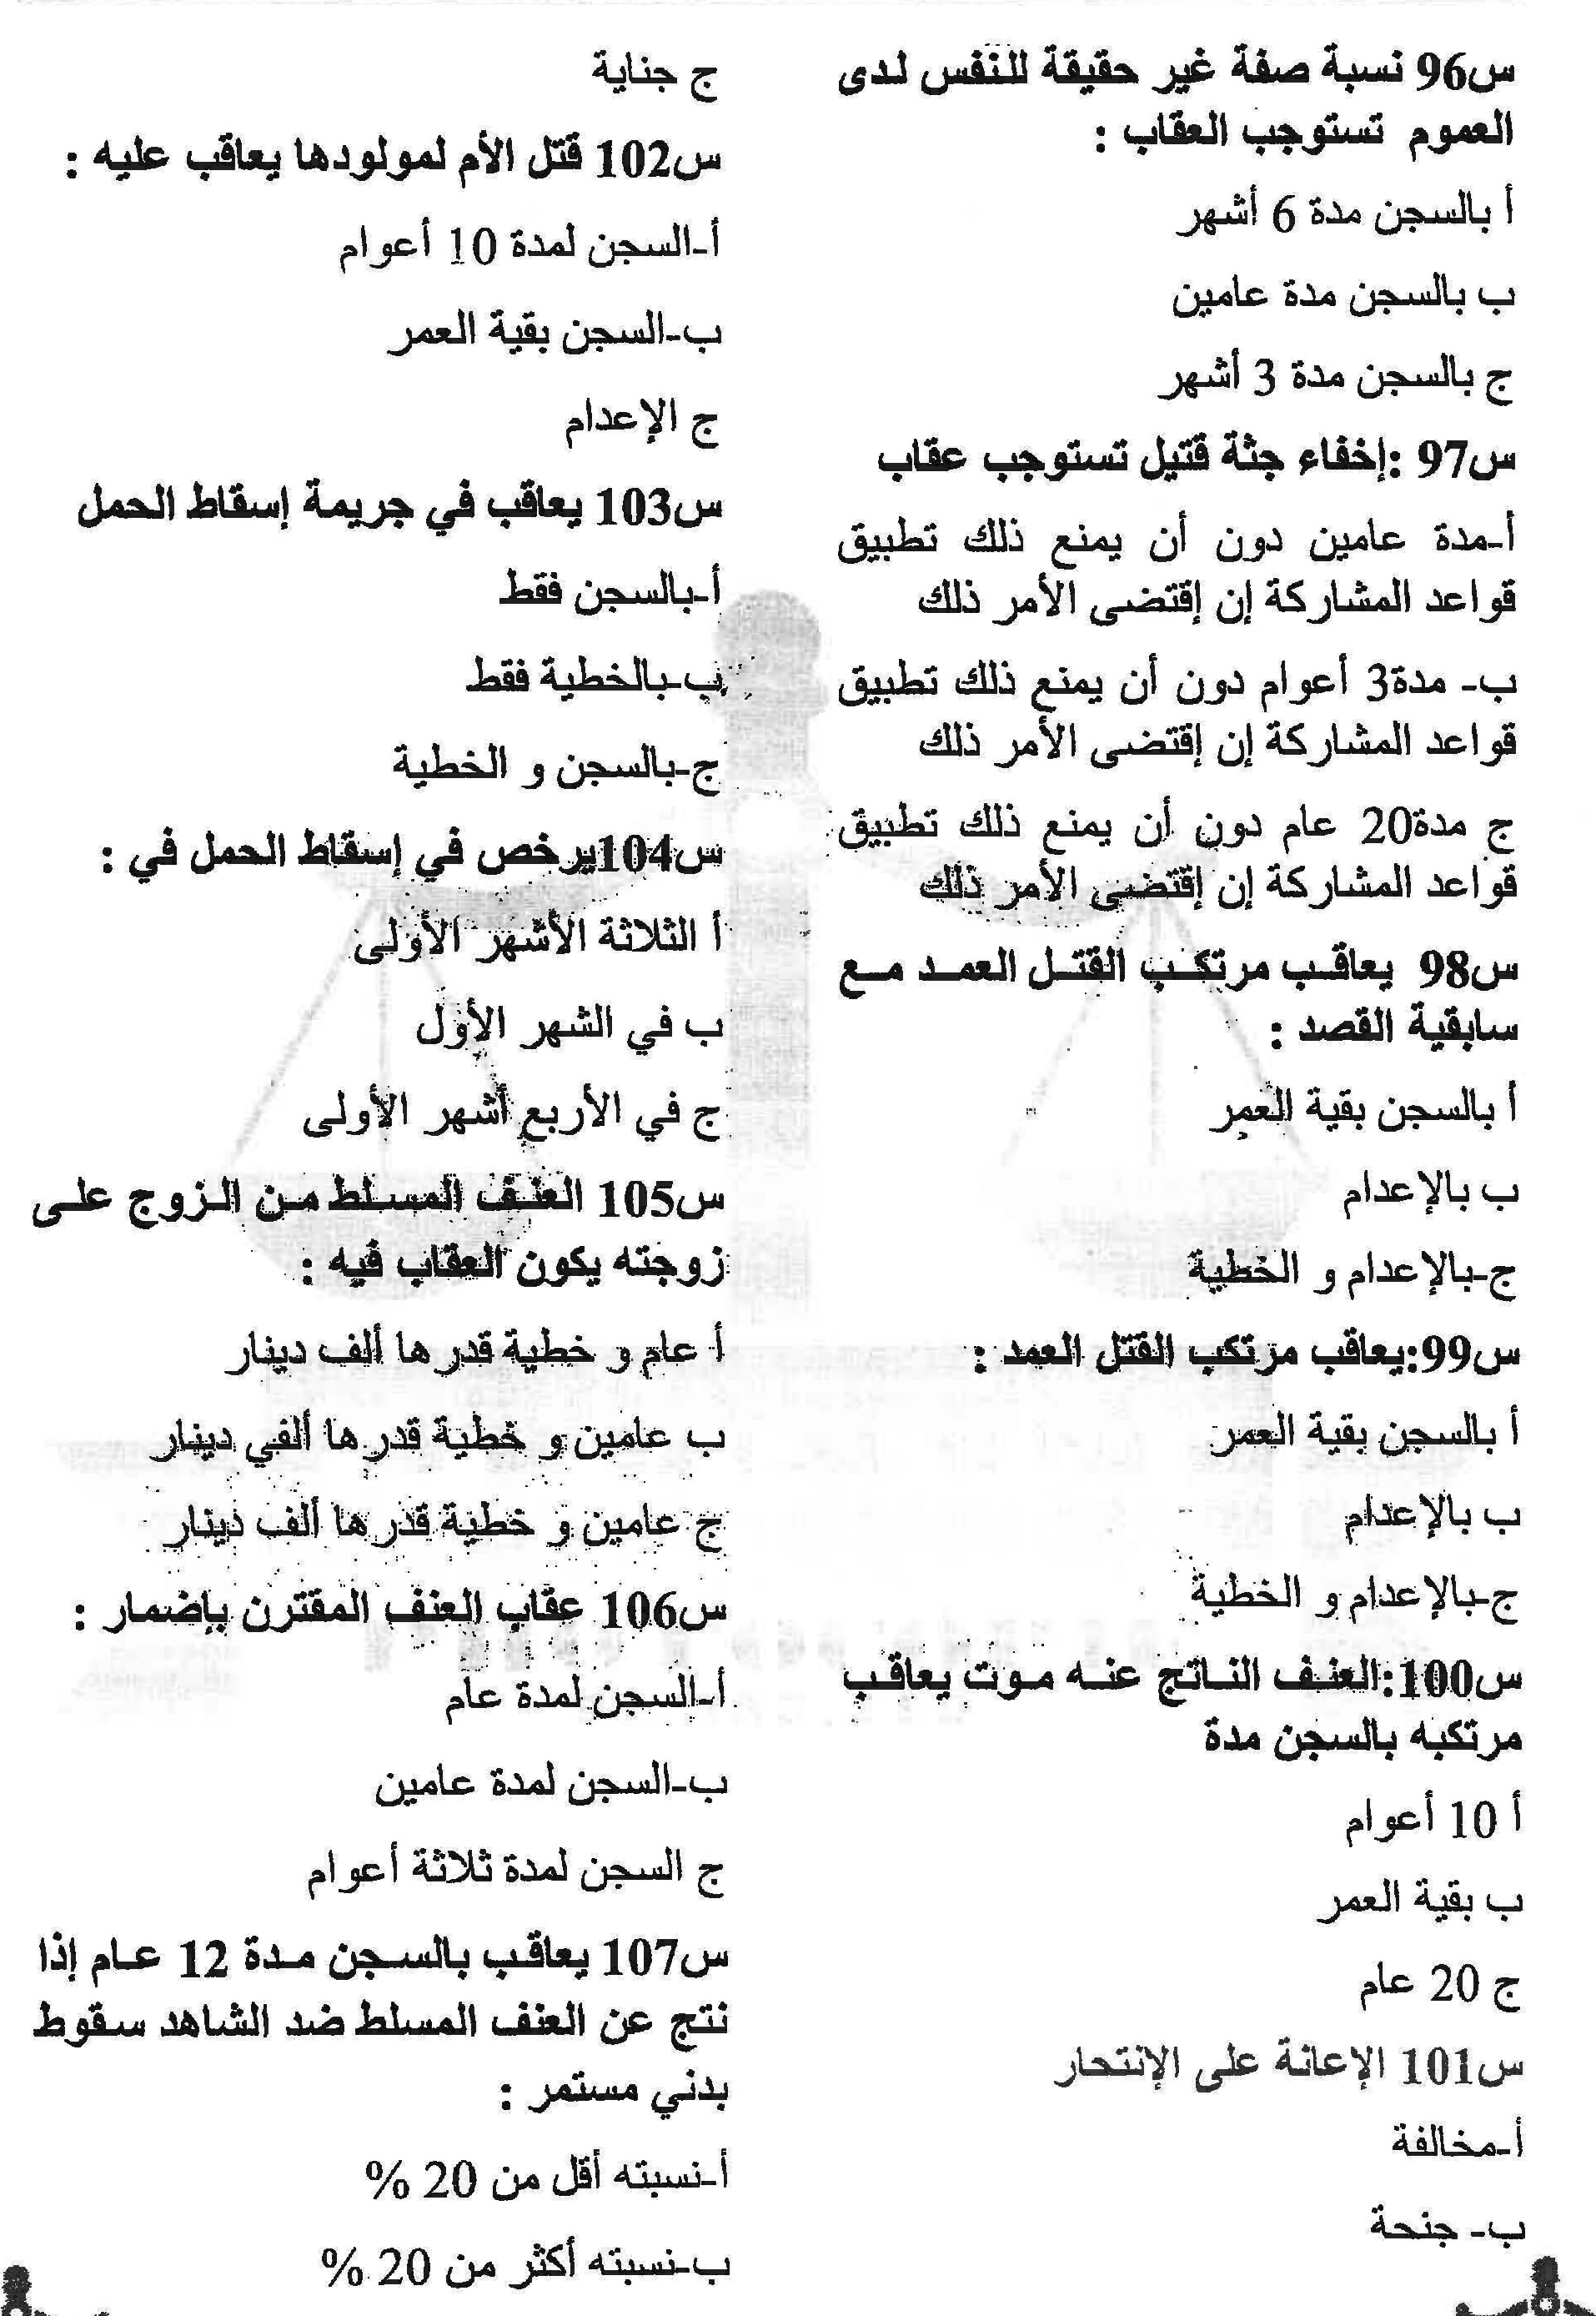 س96 نسبة صفة غير حقيقة للنفس لدى
العموم تستوجب العقاب :
أ بالسجن مدة 6 أشهر
ب بالسجن مدة عامين
ج بالسجن مدة 3 أشهر
س97 :إخفاء جثة قتيل تستوجب عقاب
أ-مدة عامين دون أن يمنع ذلك تطبيق
قواعد المشاركة إن إقتضى الأمر ذلك
ب- مدة3 أعوام دون أن يمنع ذلك تطبيق
قواعد المشاركة إن إقتضى الأمر ذلك
ج مدة20 عام دون أن يمنع ذلك تطبيق
قواعد المشاركة إن إقتضى الأمر ذلك
س98 يعاقب مرتكب القتل العمد مع
سابقية القصد :
أ بالسجن بقية العمر
ب بالإعدام
ج-بالإعدام و الخطية
س99:يعاقب مرتكب القتل العمد :
أ بالسجن بقية العمر
ب بالإعدام
ج-بالإعدام و الخطية
س100:العنف الناتج عنه موت يعاقب
مرتكبه بالسجن مدة
أ 10 أعوام
ب بقية العمر
ج 20 عام
س101 الإعانة على الإنتحار
أ-مخالفة
ب- جنحة
ج جناية
س102 قتل الأم لمولودها يعاقب عليه :
أ-السجن لمدة 10 أعوام
ب-السجن بقية العمر
ج الإعدام
س103 يعاقب في جريمة إسقاط الحمل
أ-بالسجن فقط
ب-بالخطية فقط
ج-بالسجن و الخطية
س104يرخص في إسقاط الحمل في :
أ الثلاثة الأشهر الأولى
ب في الشهر الأول
ج في الأربع أشهر الأولى
س105 العنف المسلط من الزوج على
زوجته يكون العقاب فيه :
أ عام و خطية قدرها ألف دينار
ب عامين و خطية قدرها ألفي دينار
ج عامين و خطية قدرها ألف دينار
س106 عقاب العنف المقترن بإضمار :
أ-السجن لمدة عام
ب-السجن لمدة عامين
ج السجن لمدة ثلاثة أعوام
س107 يعاقب بالسجن مدة 12 عام إذا
نتج عن العنف المسلط ضد الشاهد سقوط
بدني مستمر :
أ-نسبته أقل من 20 %
ب-نسبته أكثر من 20 %